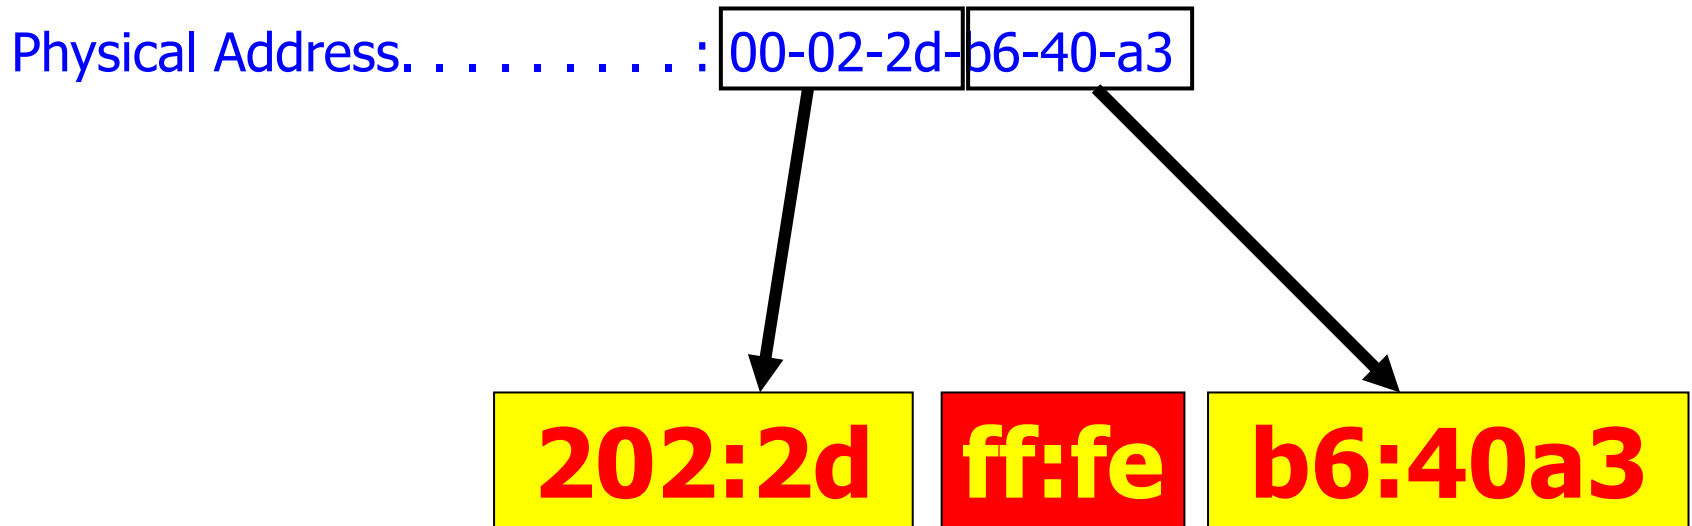 Physical Address. . . . . . . . . : 00-02-2d-b6-40-a3
202:2d ff:fe b6:40a3